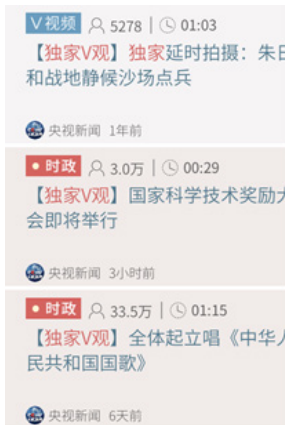 V视频 5278 | 01:03
【独家V观】独家延时拍摄：朱日
和战地静候沙场点兵
央视新闻 1年前
时政 3.0万 | 00:29
【独家V观】国家科学技术奖励大
会即将举行
央视新闻 3小时前
时政 33.5万 | 01:15
【独家V观】全体起立唱《中华人
民共和国国歌》
央视新闻 6天前